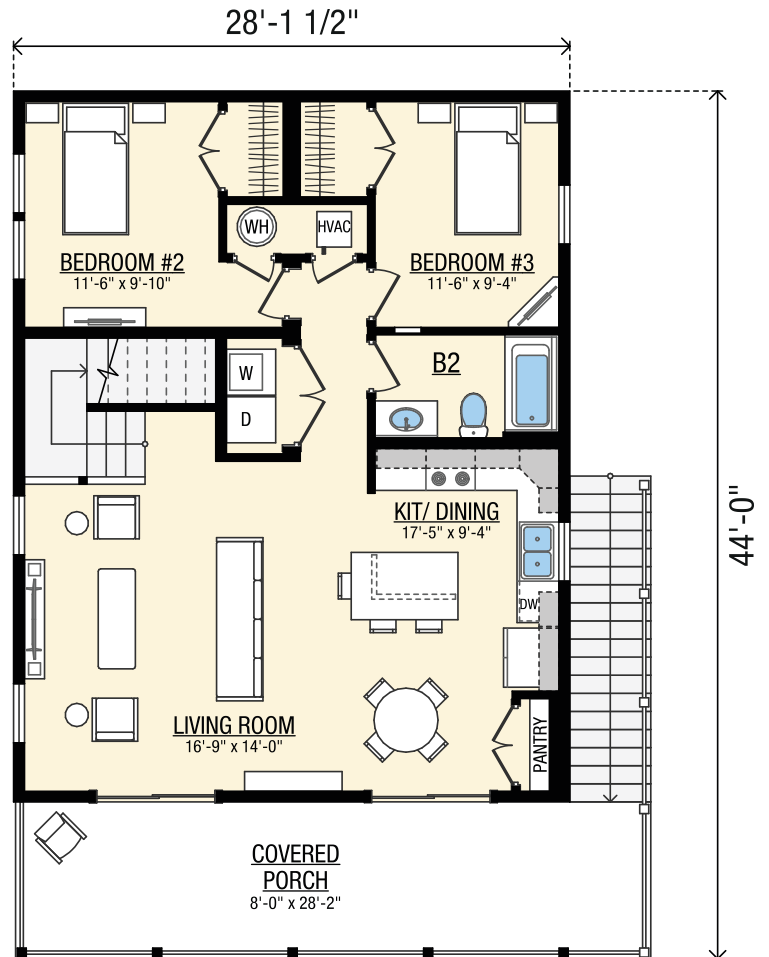 28'-1 1/2"
WH
HVAC
BEDROOM #2
11'-6" x 9'-10"
BEDROOM #3
11'-6" x 9'-4"
W
D
B2
KIT/ DINING
17'-5" x 9'-4"
44'-0"
DW
LIVING ROOM
16'-9" x 14'-0"
PANTRY
COVERED
PORCH
8'-0" x 28'-2"